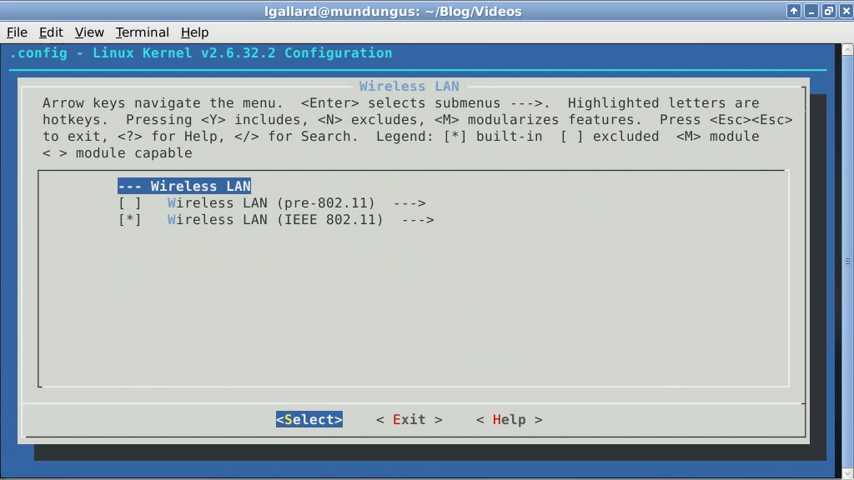 lgallard@mundungus: ~/Blog/Videos
File Edit View Terminal Help
.config - Linux Kernel v2.6.32.2 Configuration
Wireless LAN
Arrow keys navigate the menu.  <Enter> selects submenus --->.  Highlighted letters are
hotkeys.  Pressing <Y> includes, <N> excludes, <M> modularizes features.  Press <Esc><Esc>
to exit, <?> for Help, </> for Search.  Legend: [*] built-in  [ ] excluded  <M> module
< > module capable
--- Wireless LAN
[ ]   Wireless LAN (pre-802.11)  --->
[*]   Wireless LAN (IEEE 802.11)  --->
<Select>    < Exit >    < Help >